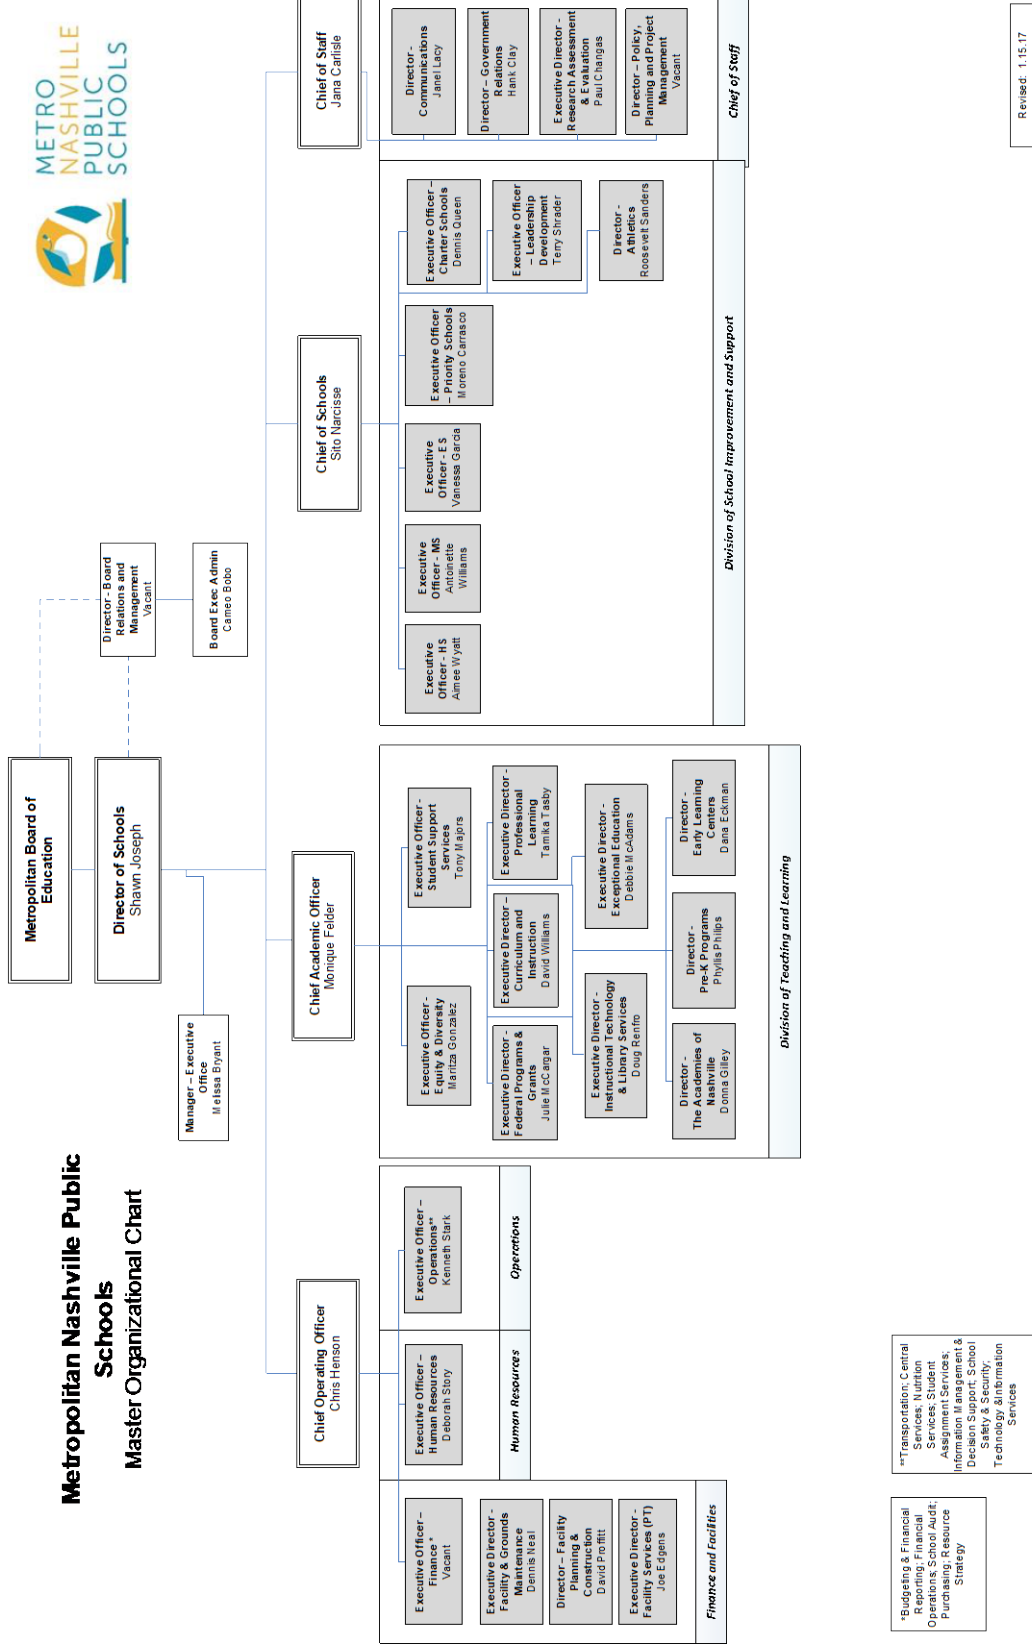 Metropolitan Nashville Public
Schools
Master Organizational Chart
METRO
NASHVILLE
PUBLIC
SCHOOLS
Metropolitan Board of
Education
Director of Schools
Shawn Joseph
Director - Board
Relations and
Management
Vacant
Board Exec Admin
Cameo Bobo
Manager – Executive
Office
Melissa Bryant
Chief Operating Officer
Chris Henson
Chief Academic Officer
Monique Felder
Chief of Schools
Sito Narcisse
Chief of Staff
Jana Carlisle
Executive Officer –
Finance *
Vacant
Executive Director -
Facility & Grounds
Maintenance
Dennis Neal
Director – Facility
Planning &
Construction
David Proffitt
Executive Director -
Facility Services (PT)
Joe Edgens
Finance and Facilities
Executive Officer –
Human Resources
Deborah Story
Human Resources
Executive Officer –
Operations**
Kenneth Stark
Operations
Executive Officer -
Equity & Diversity
Maritza Gonzalez
Executive Officer -
Student Support
Services
Tony Majors
Executive Director -
Federal Programs &
Grants
Julie McCargar
Executive Director –
Curriculum and
Instruction
David Williams
Executive Director -
Professional
Learning
Tamika Tasby
Executive Director -
Instructional Technology
& Library Services
Doug Renfro
Executive Director -
Exceptional Education
Debbie McAdams
Director -
The Academies of
Nashville
Donna Gilley
Director -
Pre-K Programs
Phyllis Philips
Director -
Early Learning
Centers
Dana Eckman
Division of Teaching and Learning
Executive
Officer - HS
Aimee Wyatt
Executive
Officer - MS
Antoinette
Williams
Executive
Officer - ES
Vanessa Garcia
Executive Officer
– Priority Schools
Moreno Carrasco
Executive Officer –
Charter Schools
Dennis Queen
Executive Officer
– Leadership
Development
Terry Shrader
Director -
Athletics
Roosevelt Sanders
Division of School Improvement and Support
Director -
Communications
Janel Lacy
Director – Government
Relations
Hank Clay
Executive Director -
Research Assessment
& Evaluation
Paul Changas
Director – Policy,
Planning and Project
Management
Vacant
Chief of Staff
*Budgeting & Financial
Reporting; Financial
Operations; School Audit;
Purchasing; Resource
Strategy
**Transportation; Central
Services; Nutrition
Services; Student
Assignment Services;
Information Management &
Decision Support; School
Safety & Security;
Technology &Information
Services
Revised: 1.15.17